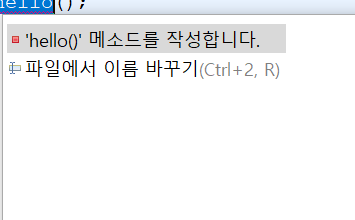 hello();
'hello()' 메소드를 작성합니다.
파일에서 이름 바꾸기(Ctrl+2, R)